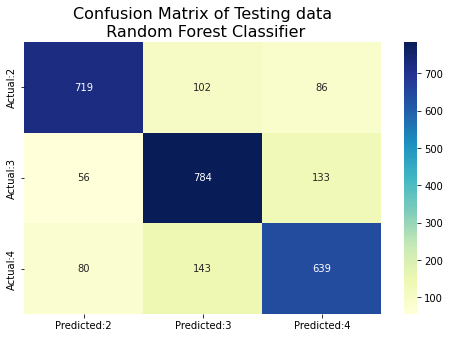 Confusion Matrix of Testing data
Random Forest Classifier
Actual:2
719
102
86
Actual:3
56
784
133
Actual:4
80
143
639
Predicted:2
Predicted:3
Predicted:4
700
600
500
400
300
200
100